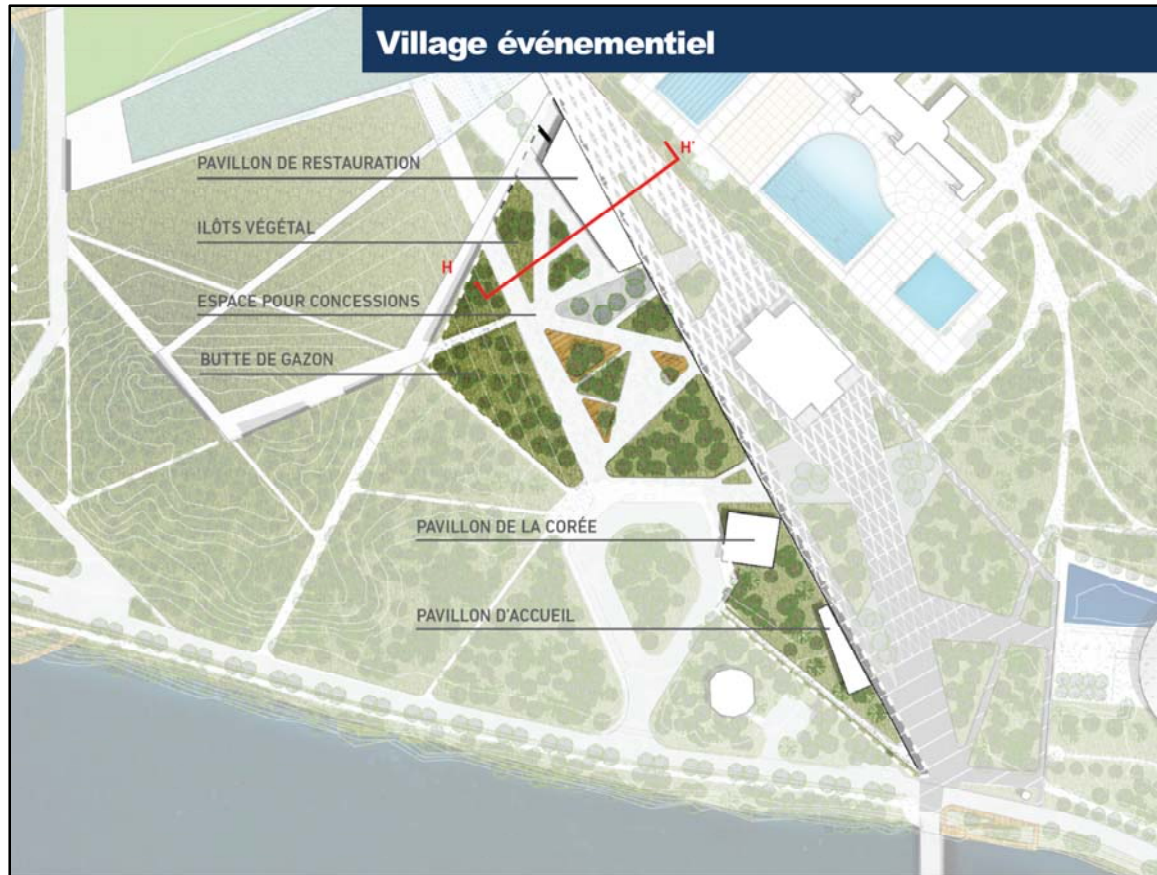 Village événementiel
H'
PAVILLON DE RESTAURATION
ILÔTS VÉGÉTAL
H
ESPACE POUR CONCESSIONS
BUTTE DE GAZON
PAVILLON DE LA CORÉE
PAVILLON D'ACCUEIL